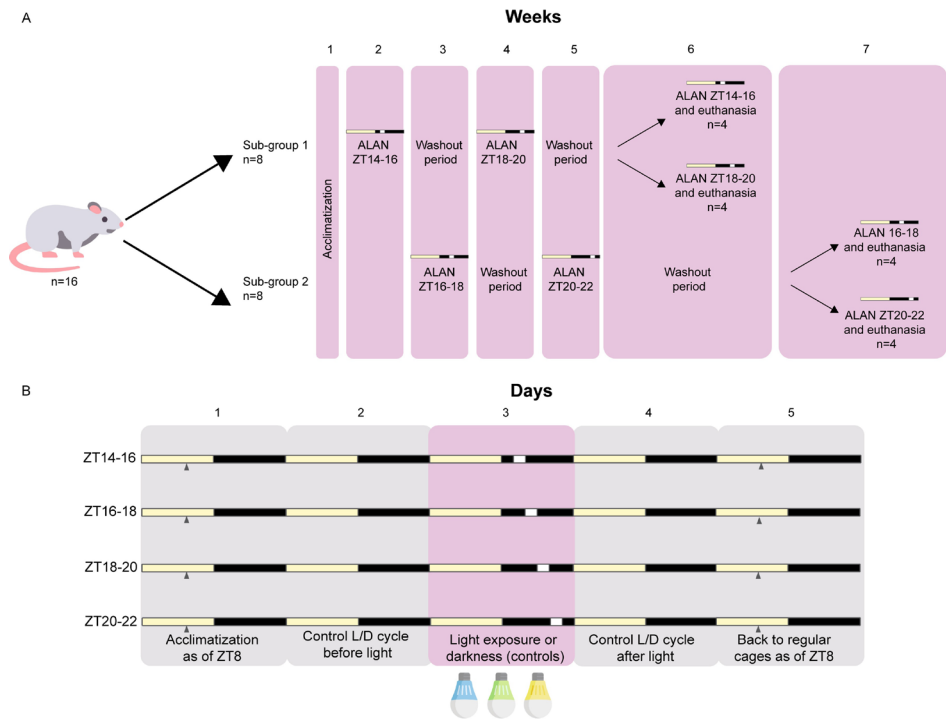 A
Weeks
1
2
3
4
5
6
7
Acclimatization
n=16
Sub-group 1
n=8
ALAN
ZT14-16
Washout
period
ALAN
ZT18-20
Washout
period
ALAN ZT14-16
and euthanasia
n=4
ALAN ZT18-20
and euthanasia
n=4
Sub-group 2
n=8
ALAN
ZT16-18
Washout
period
ALAN
ZT20-22
Washout
period
ALAN 16-18
and euthanasia
n=4
ALAN ZT20-22
and euthanasia
n=4
B
Days
1
2
3
4
5
ZT14-16
ZT16-18
ZT18-20
ZT20-22
Acclimatization
as of ZT8
Control L/D cycle
before light
Light exposure or
darkness (controls)
Control L/D cycle
after light
Back to regular
cages as of ZT8